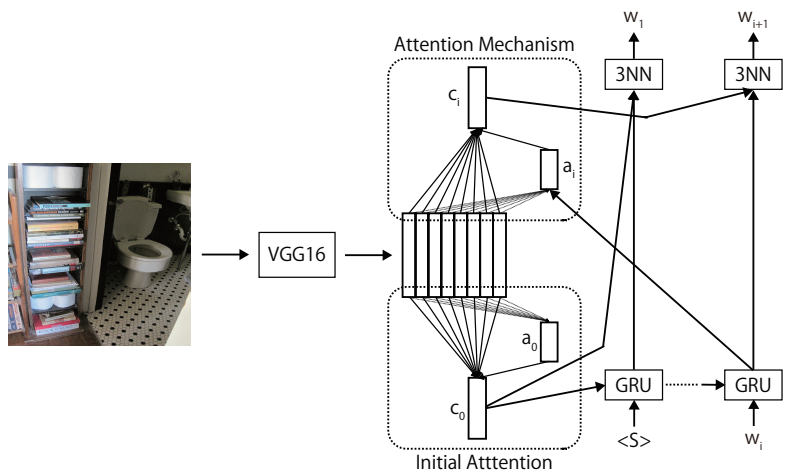 w1
wi+1
Attention Mechanism
3NN
3NN
ci
ai
VGG16
a0
c0
GRU
GRU
<S>
wi
Initial Atttention